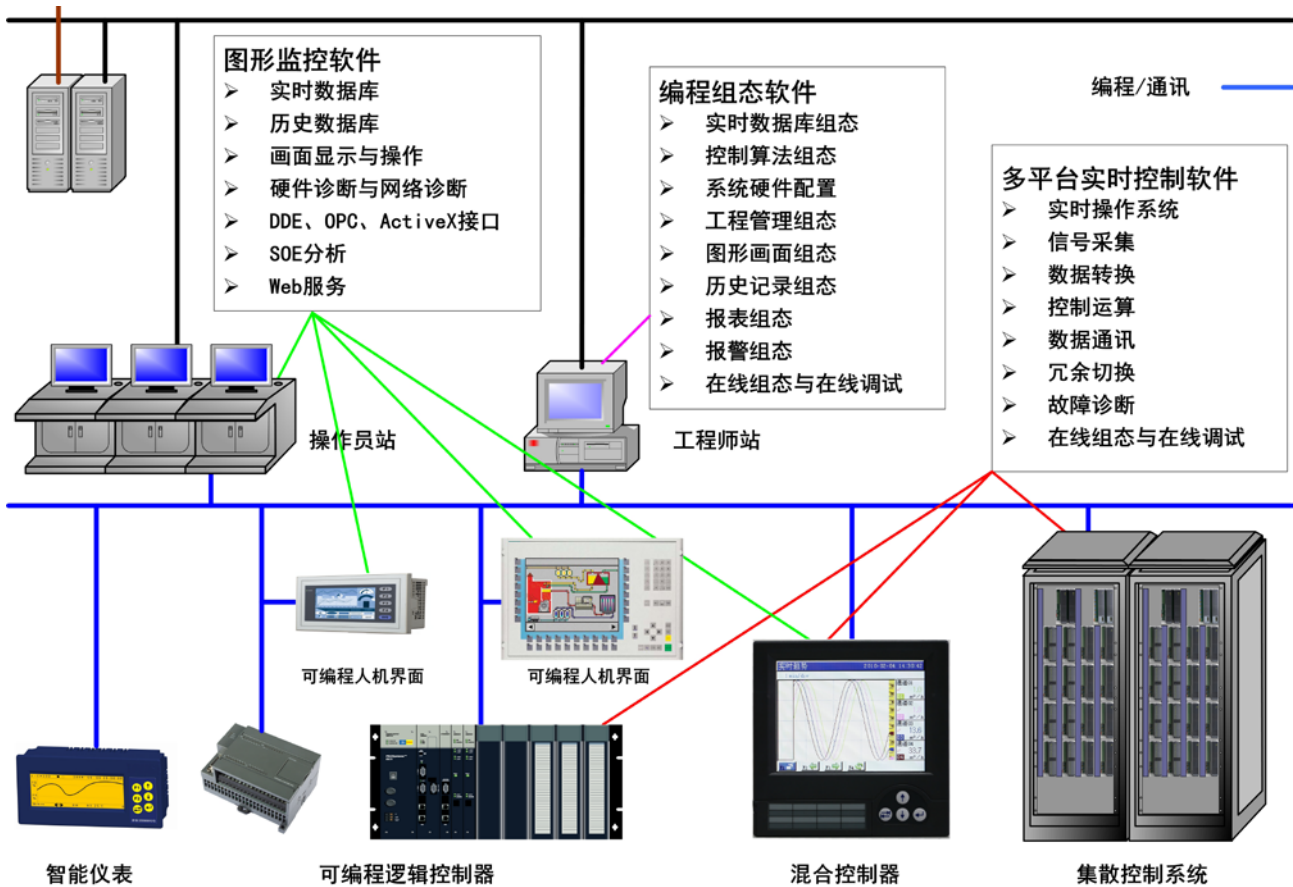 图形监控软件
➢ 实时数据库
➢ 历史数据库
➢ 画面显示与操作
➢ 硬件诊断与网络诊断
➢ DDE、OPC、ActiveX接口
➢ SOE分析
➢ Web服务
编程组态软件
➢ 实时数据库组态
➢ 控制算法组态
➢ 系统硬件配置
➢ 工程管理组态
➢ 图形画面组态
➢ 历史记录组态
➢ 报表组态
➢ 报警组态
➢ 在线组态与在线调试
编程/通讯
多平台实时控制软件
➢ 实时操作系统
➢ 信号采集
➢ 数据转换
➢ 控制运算
➢ 数据通讯
➢ 冗余切换
➢ 故障诊断
➢ 在线组态与在线调试
操作员站
工程师站
可编程人机界面
可编程人机界面
实时趋势
智能仪表
可编程逻辑控制器
混合控制器
集散控制系统